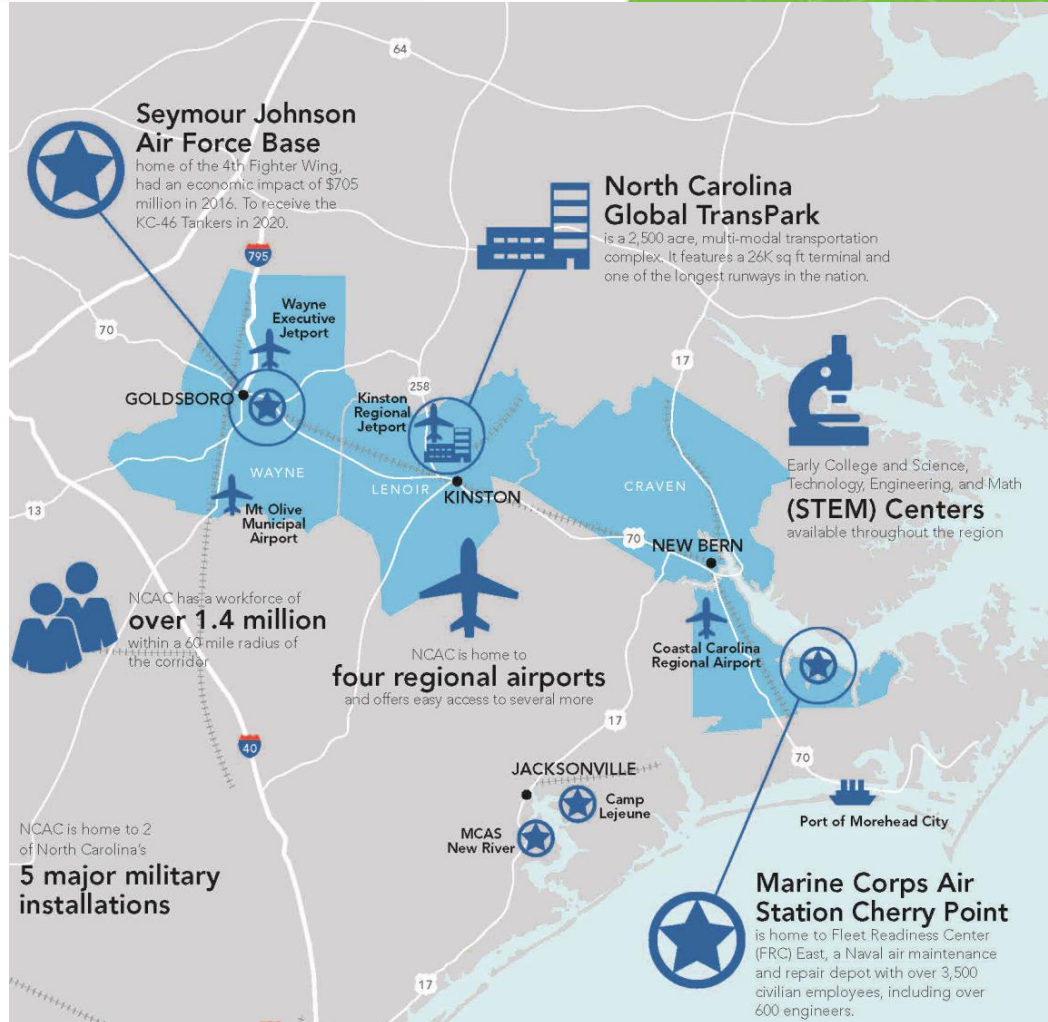 64
Seymour Johnson
Air Force Base
home of the 4th Fighter Wing,
had an economic impact of $705
million in 2016. To receive the
KC-46 Tankers in 2020.
North Carolina
Global TransPark
is a 2,500 acre, multi-modal transportation
complex. It features a 26K sq ft terminal and
one of the longest runways in the nation.
795
Wayne
Executive
Jetport
70
17
258
GOLDSBORO
Kinston
Regional
Jetport
WAYNE
LENOIR
KINSTON
CRAVEN
Early College and Science,
Technology, Engineering, and Math
(STEM) Centers
available throughout the region
13
Mt Olive
Municipal
Airport
70
NEW BERN
NCAC has a workforce of
over 1.4 million
within a 60 mile radius of
the corridor
NCAC is home to
four regional airports
and offers easy access to several more
Coastal Carolina
Regional Airport
17
40
70
JACKSONVILLE
Camp
Lejeune
MCAS
New River
Port of Morehead City
NCAC is home to 2
of North Carolina's
5 major military
installations
Marine Corps Air
Station Cherry Point
is home to Fleet Readiness Center
(FRC) East, a Naval air maintenance
and repair depot with over 3,500
civilian employees, including over
600 engineers.
17